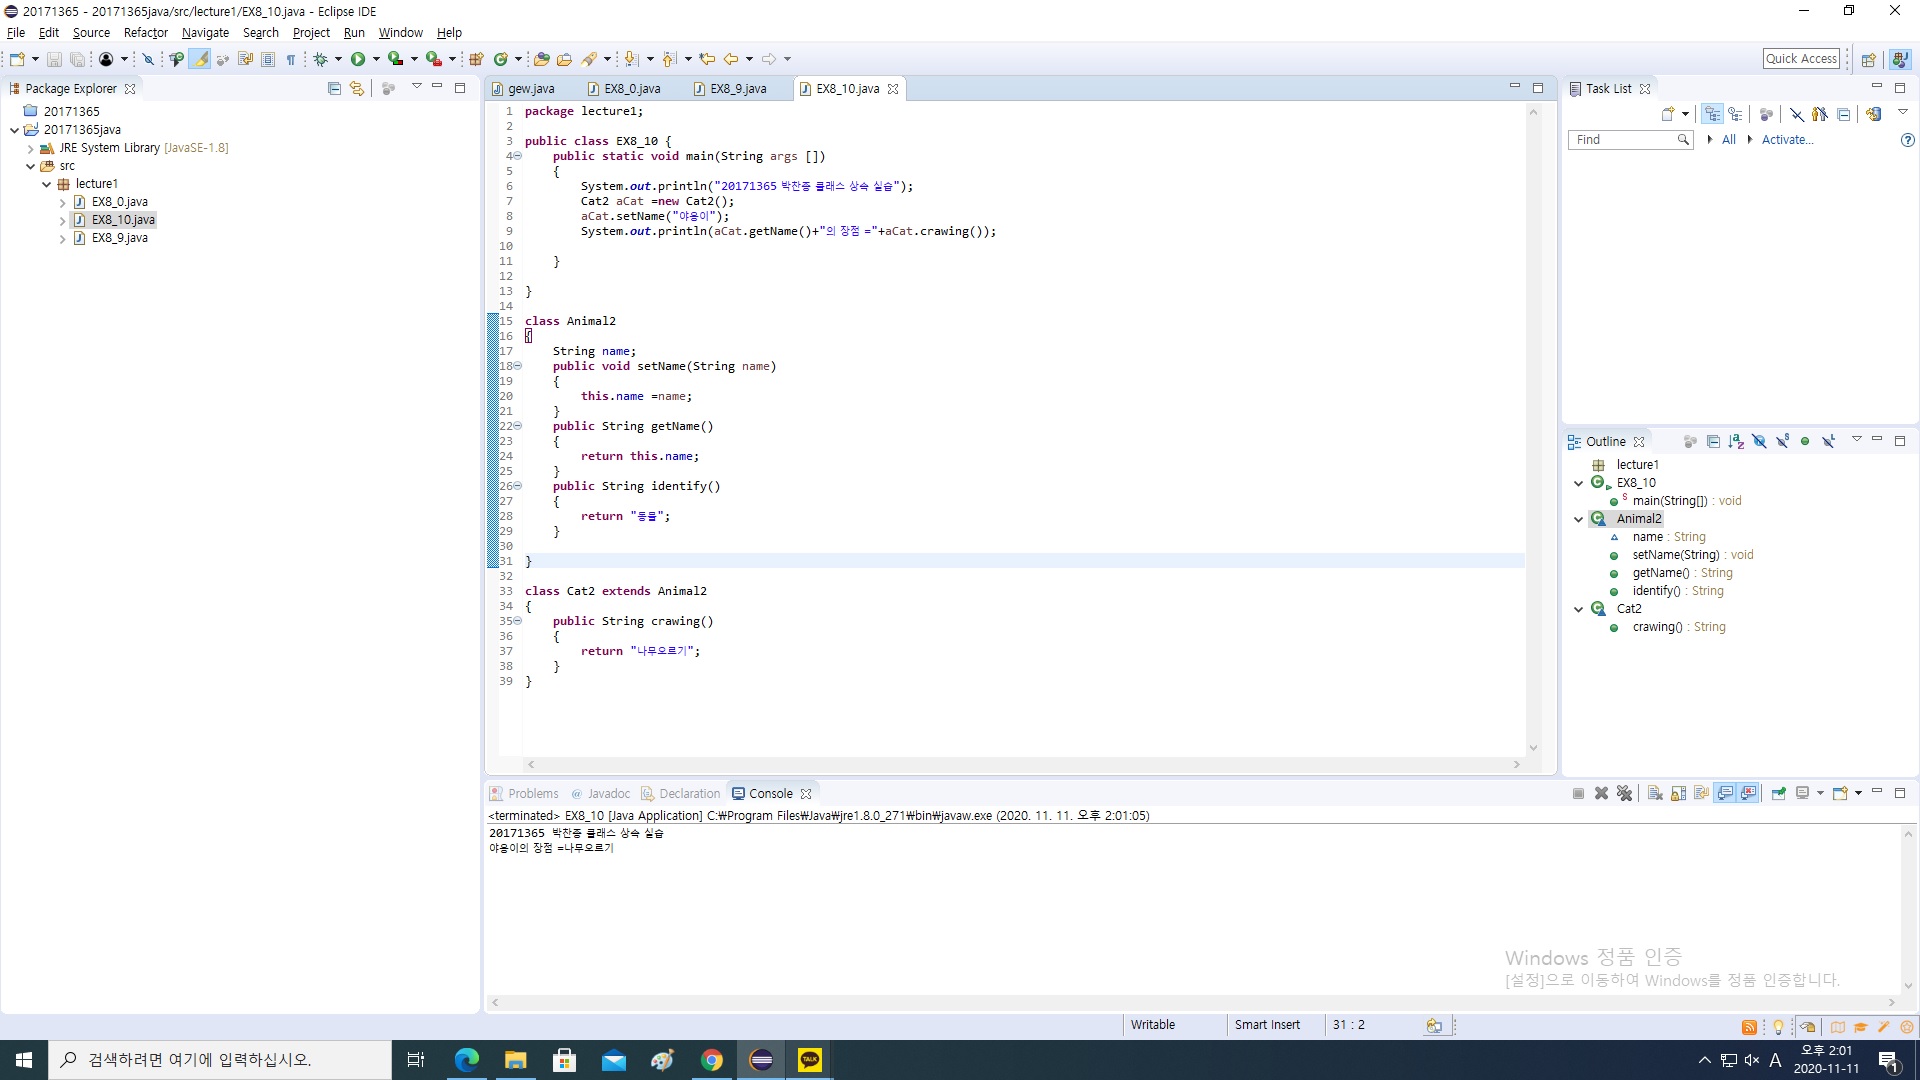 20171365 - 20171365java/src/lecture1/EX8_10.java - Eclipse IDE
File Edit Source Refactor Navigate Search Project Run Window Help
Quick Access
Package Explorer
20171365
20171365java
JRE System Library [JavaSE-1.8]
src
lecture1
EX8_0.java
EX8_10.java
EX8_9.java
gew.java EX8_0.java EX8_9.java EX8_10.java
1 package lecture1;
2
3 public class EX8_10 {
4 public static void main(String args [])
5 {
6 System.out.println("20171365 박찬종 클래스 상속 실습");
7 Cat2 aCat =new Cat2();
8 aCat.setName("야옹이");
9 System.out.println(aCat.getName()+"의 장점 ="+aCat.crawing());
10
11 }
12
13 }
14
15 class Animal2
16 {
17 String name;
18 public void setName(String name)
19 {
20 this.name =name;
21 }
22 public String getName()
23 {
24 return this.name;
25 }
26 public String identify()
27 {
28 return "동물";
29 }
30
31 }
32
33 class Cat2 extends Animal2
34 {
35 public String crawing()
36 {
37 return "나무오르기";
38 }
39 }
Task List
Find All Activate...
Outline
lecture1
EX8_10
main(String[]) : void
Animal2
name : String
setName(String) : void
getName() : String
identify() : String
Cat2
crawing() : String
Problems Javadoc Declaration Console
<terminated> EX8_10 [Java Application] C:₩Program Files₩Java₩jre1.8.0_271₩bin₩javaw.exe (2020. 11. 11. 오후 2:01:05)
20171365 박찬종 클래스 상속 실습
야옹이의 장점 =나무오르기
Windows 정품 인증
[설정]으로 이동하여 Windows를 정품 인증합니다.
Writable Smart Insert 31 : 2
검색하려면 여기에 입력하십시오.
TALK
A
오후 2:01
2020-11-11
1